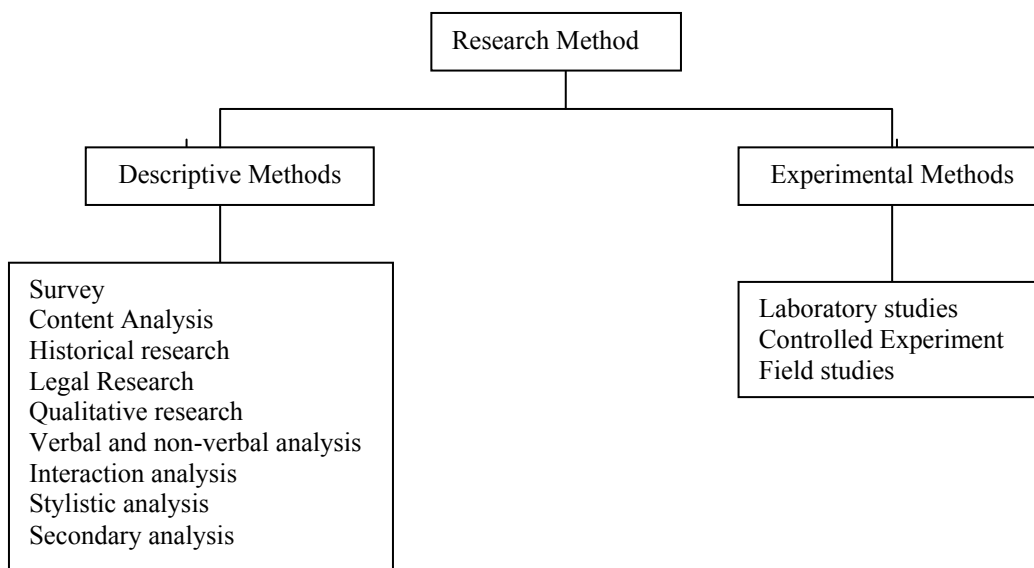 Research Method
Descriptive Methods
Experimental Methods
Survey
Content Analysis
Historical research
Legal Research
Qualitative research
Verbal and non-verbal analysis
Interaction analysis
Stylistic analysis
Secondary analysis
Laboratory studies
Controlled Experiment
Field studies